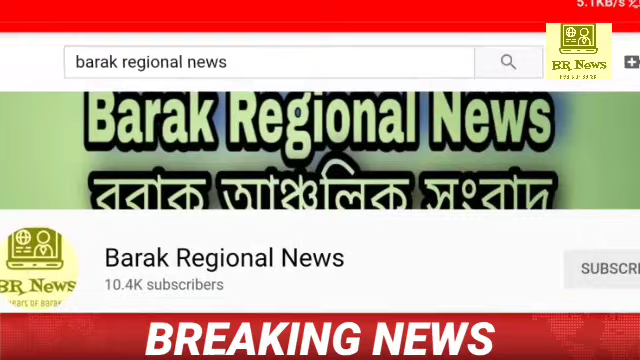 5.1KB/s
barak regional news
BR News
Barak Regional News
বরাক আঞ্চলিক সংবাদ
BR News
Barak Regional News
10.4K subscribers
BREAKING NEWS